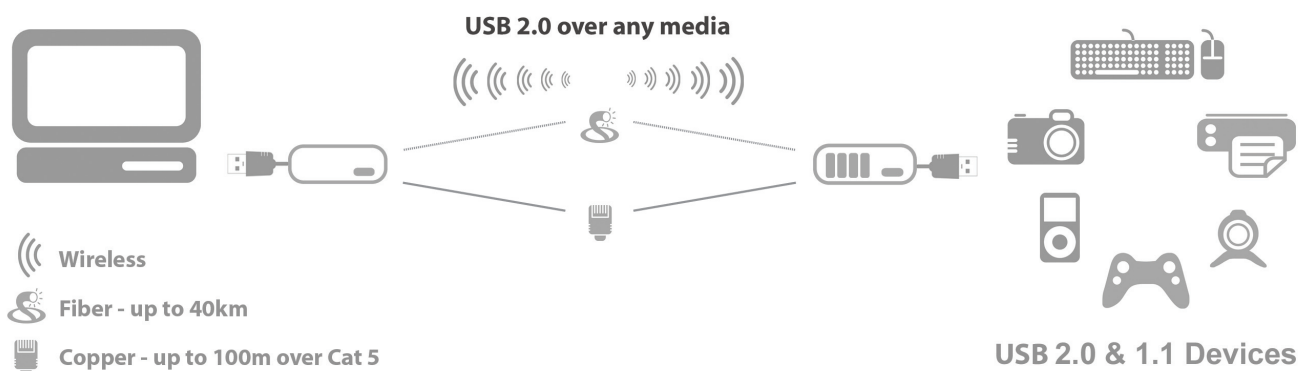 USB 2.0 over any media
Wireless
Fiber - up to 40km
Copper - up to 100m over Cat 5
USB 2.0 & 1.1 Devices